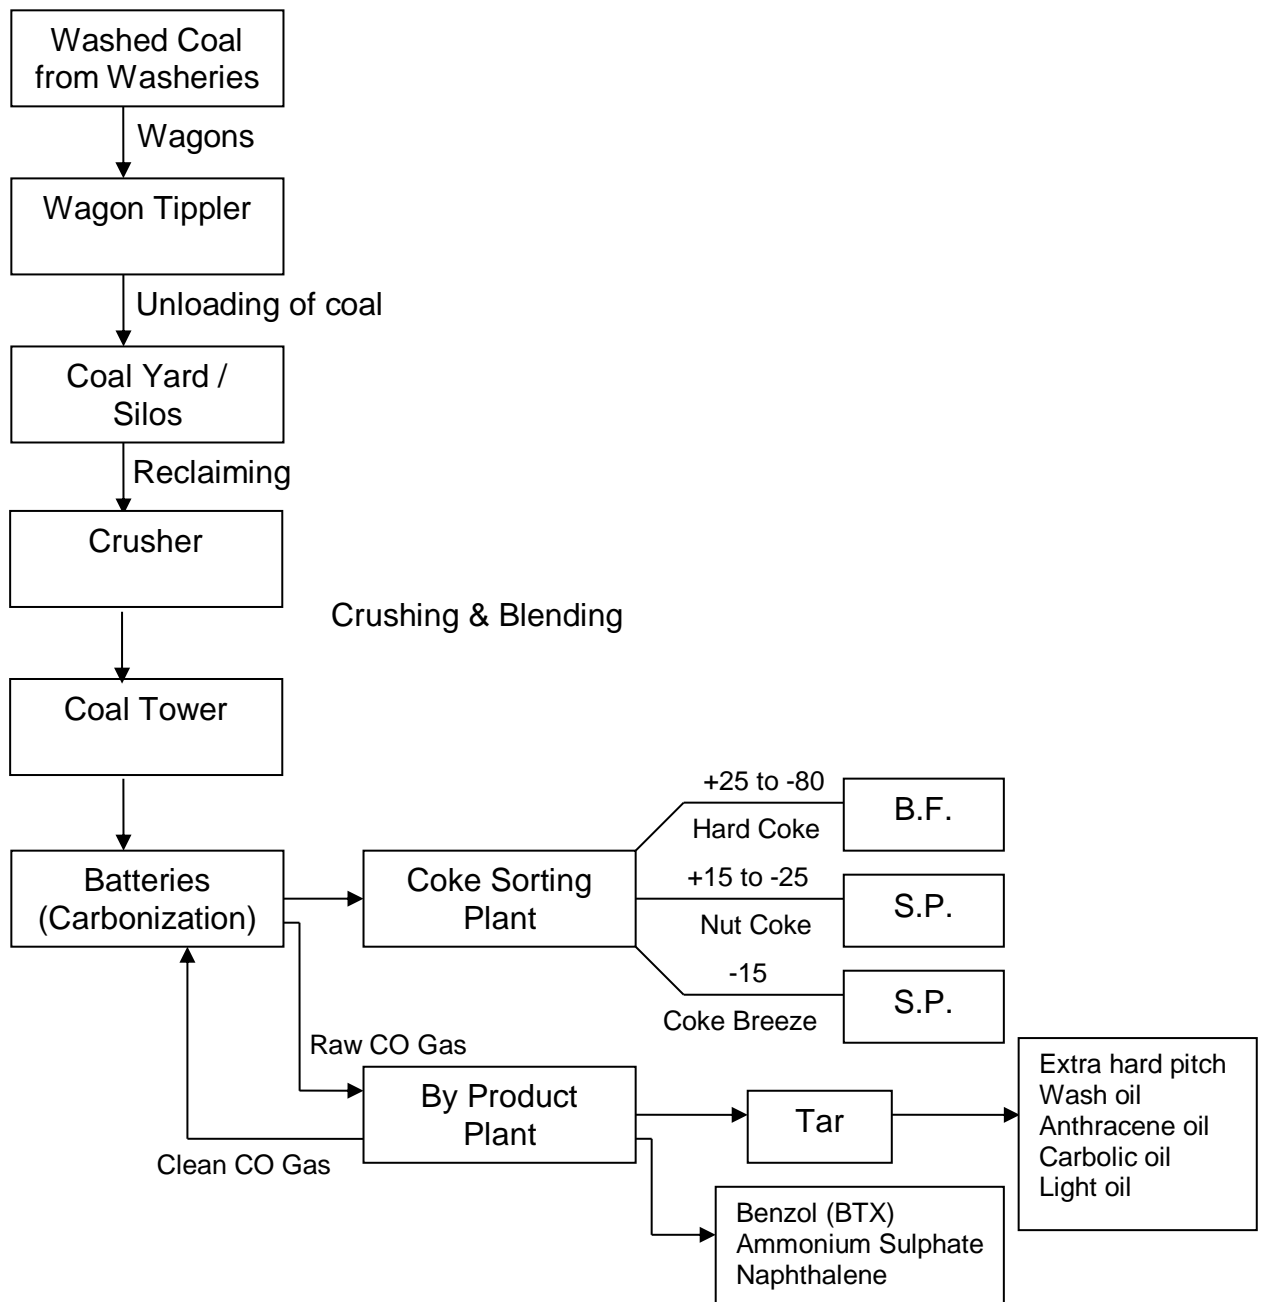 Washed Coal
from Washeries
Wagons
Wagon Tippler
Unloading of coal
Coal Yard /
Silos
Reclaiming
Crusher
Crushing & Blending
Coal Tower
+25 to -80
B.F.
Hard Coke
Batteries
(Carbonization)
Coke Sorting
Plant
+15 to -25
S.P.
Nut Coke
-15
S.P.
Coke Breeze
Raw CO Gas
By Product
Plant
Clean CO Gas
Tar
Extra hard pitch
Wash oil
Anthracene oil
Carbolic oil
Light oil
Benzol (BTX)
Ammonium Sulphate
Naphthalene